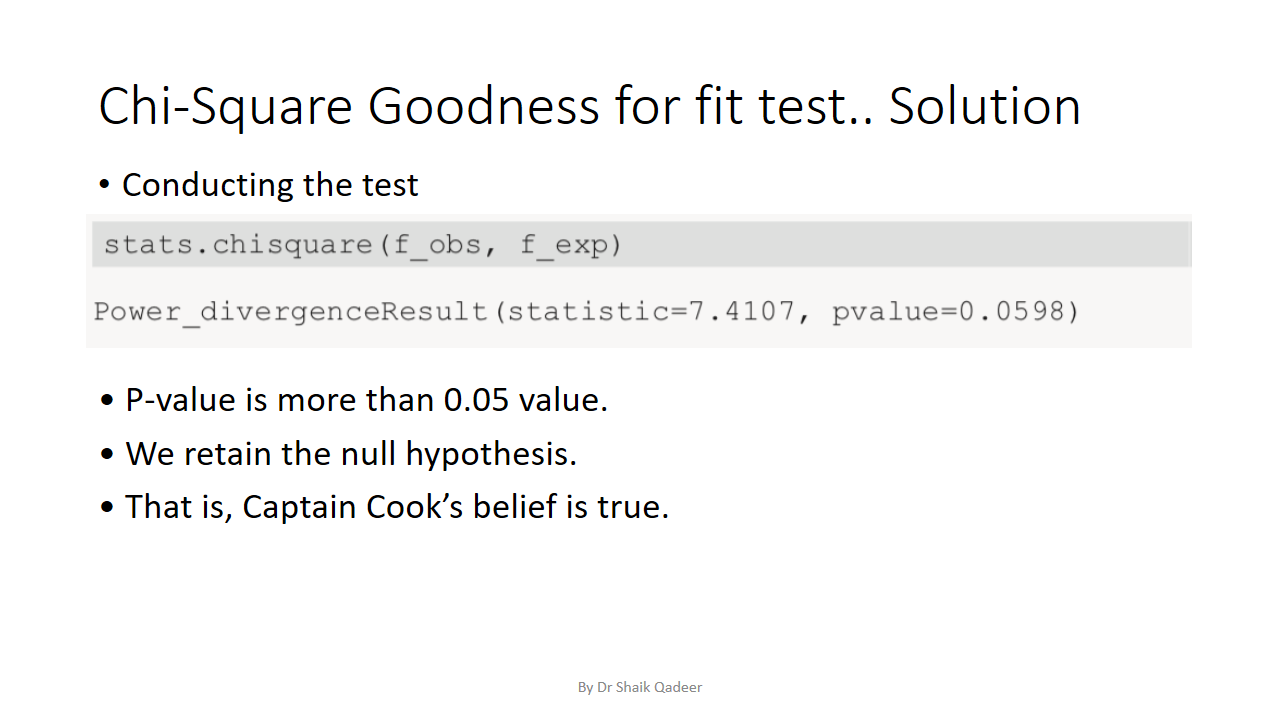 Chi-Square Goodness for fit test.. Solution
• Conducting the test
stats.chisquare(f_obs, f_exp)
Power_divergenceResult(statistic=7.4107, pvalue=0.0598)
• P-value is more than 0.05 value.
• We retain the null hypothesis.
• That is, Captain Cook’s belief is true.
By Dr Shaik Qadeer